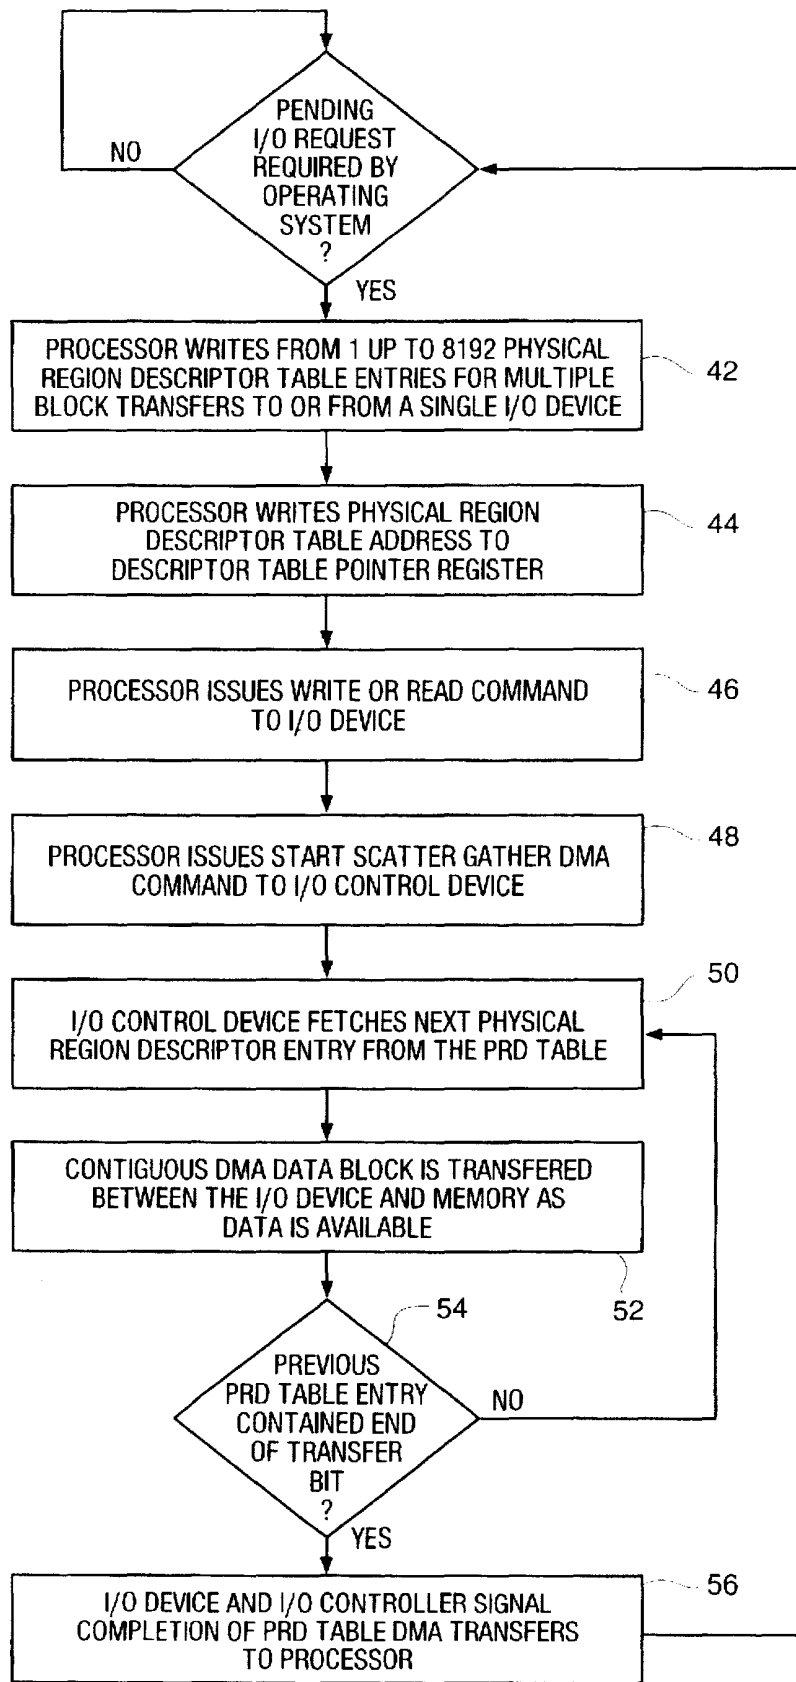 PENDING
I/O REQUEST
REQUIRED BY
OPERATING
SYSTEM
?
NO
YES
PROCESSOR WRITES FROM 1 UP TO 8192 PHYSICAL
REGION DESCRIPTOR TABLE ENTRIES FOR MULTIPLE
BLOCK TRANSFERS TO OR FROM A SINGLE I/O DEVICE
42
PROCESSOR WRITES PHYSICAL REGION
DESCRIPTOR TABLE ADDRESS TO
DESCRIPTOR TABLE POINTER REGISTER
44
PROCESSOR ISSUES WRITE OR READ COMMAND
TO I/O DEVICE
46
PROCESSOR ISSUES START SCATTER GATHER DMA
COMMAND TO I/O CONTROL DEVICE
48
I/O CONTROL DEVICE FETCHES NEXT PHYSICAL
REGION DESCRIPTOR ENTRY FROM THE PRD TABLE
50
CONTIGUOUS DMA DATA BLOCK IS TRANSFERED
BETWEEN THE I/O DEVICE AND MEMORY AS
DATA IS AVAILABLE
52
54
PREVIOUS
PRD TABLE ENTRY
CONTAINED END
OF TRANSFER
BIT
?
NO
YES
I/O DEVICE AND I/O CONTROLLER SIGNAL
COMPLETION OF PRD TABLE DMA TRANSFERS
TO PROCESSOR
56